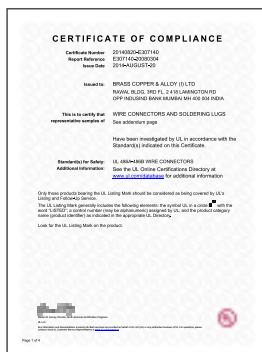 CERTIFICATE OF COMPLIANCE
Certificate Number 20140820-E307140
Report Reference E307140-20080304
Issue Date 2014-AUGUST-20
Issued to: BRASS COPPER & ALLOY (I) LTD
RAWAL BLDG, 3RD FL, 2 418 LAMINGTON RD
OPP INDUSIND BANK MUMBAI MH 400 004 INDIA
This is to certify that WIRE CONNECTORS AND SOLDERING LUGS
representative samples of See addendum page
Have been investigated by UL in accordance with the
Standard(s) indicated on this Certificate.
Standard(s) for Safety: UL 486A-486B WIRE CONNECTORS
Additional Information: See the UL Online Certifications Directory at
www.ul.com/database for additional information
Only those products bearing the UL Listing Mark should be considered as being covered by UL's
Listing and Follow-Up Service.
The UL Listing Mark generally includes the following elements: the symbol UL in a circle with the
word "LISTED"; a control number (may be alphanumeric) assigned by UL; and the product category
name (product identifier) as indicated in the appropriate UL Directory.
Look for the UL Listing Mark on the product.
Page 1 of 4